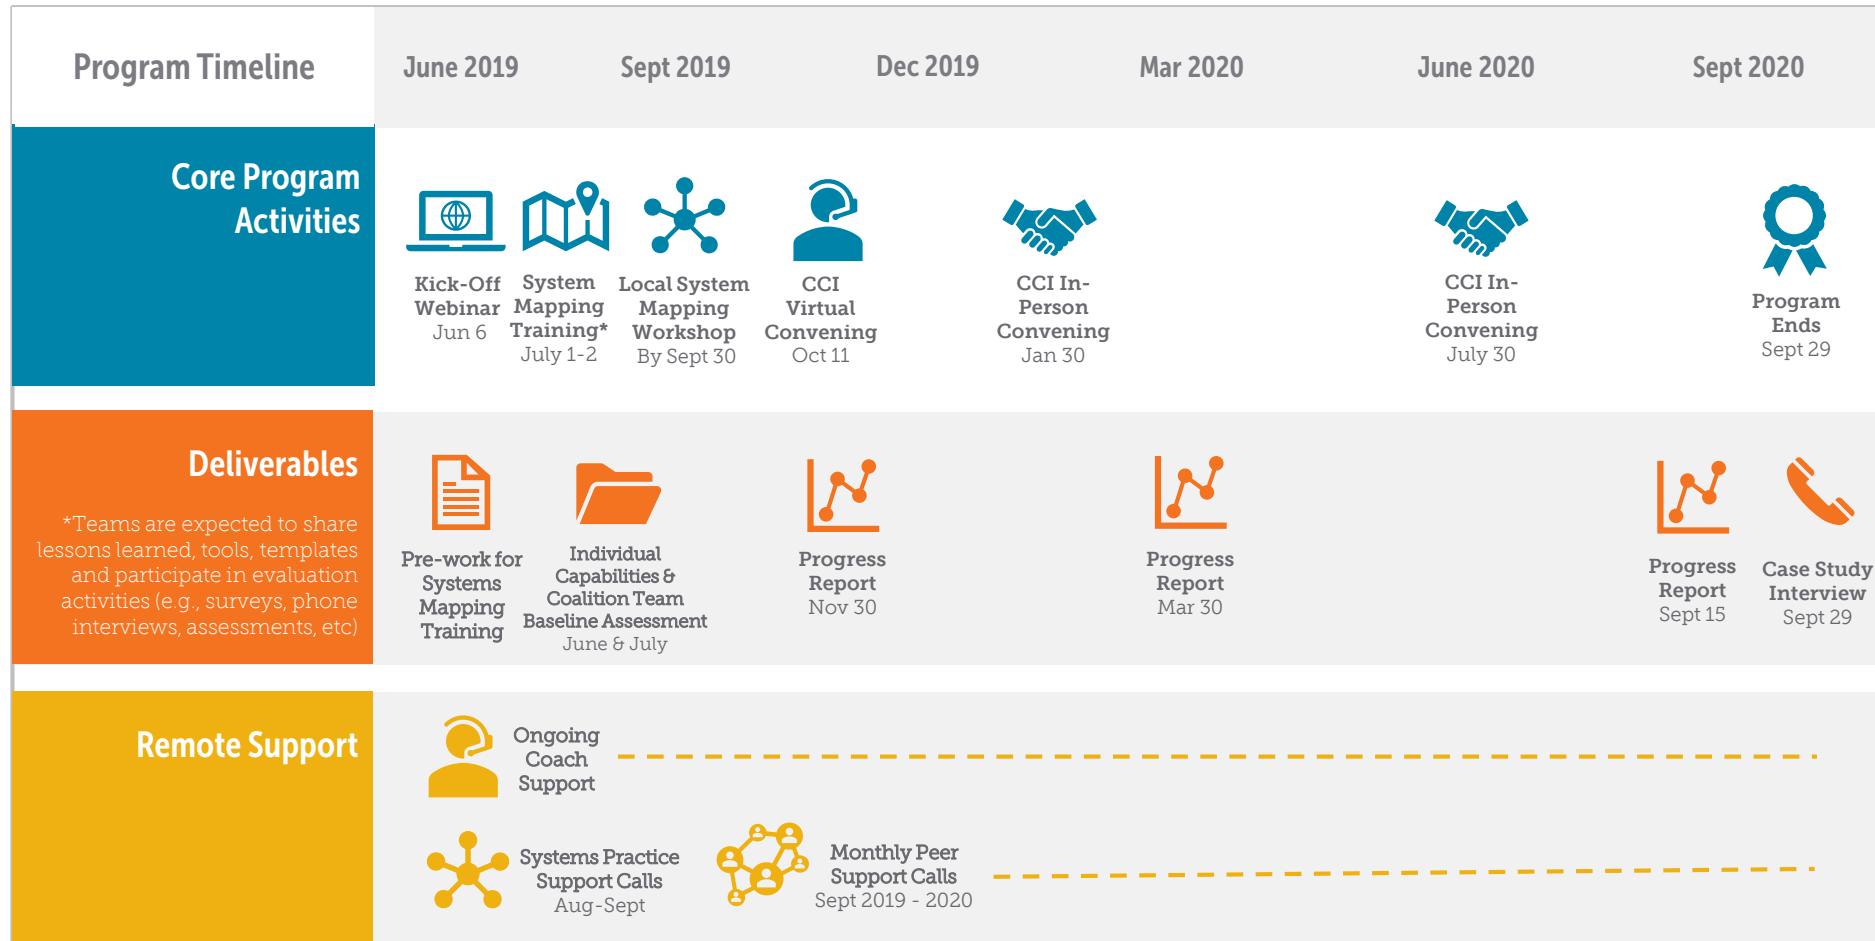 Program Timeline
June 2019
Sept 2019
Dec 2019
Mar 2020
June 2020
Sept 2020
Core Program
Activities
Kick-Off
Webinar
Jun 6
System
Mapping
Training*
July 1-2
Local System
Mapping
Workshop
By Sept 30
CCI
Virtual
Convening
Oct 11
CCI In-
Person
Convening
Jan 30
CCI In-
Person
Convening
July 30
Program
Ends
Sept 29
Deliverables
*Teams are expected to share
lessons learned, tools, templates
and participate in evaluation
activities (e.g., surveys, phone
interviews, assessments, etc)
Pre-work for
Systems
Mapping
Training
Individual
Capabilities &
Coalition Team
Baseline Assessment
June & July
Progress
Report
Nov 30
Progress
Report
Mar 30
Progress
Report
Sept 15
Case Study
Interview
Sept 29
Remote Support
Ongoing
Coach
Support
Systems Practice
Support Calls
Aug-Sept
Monthly Peer
Support Calls
Sept 2019 - 2020